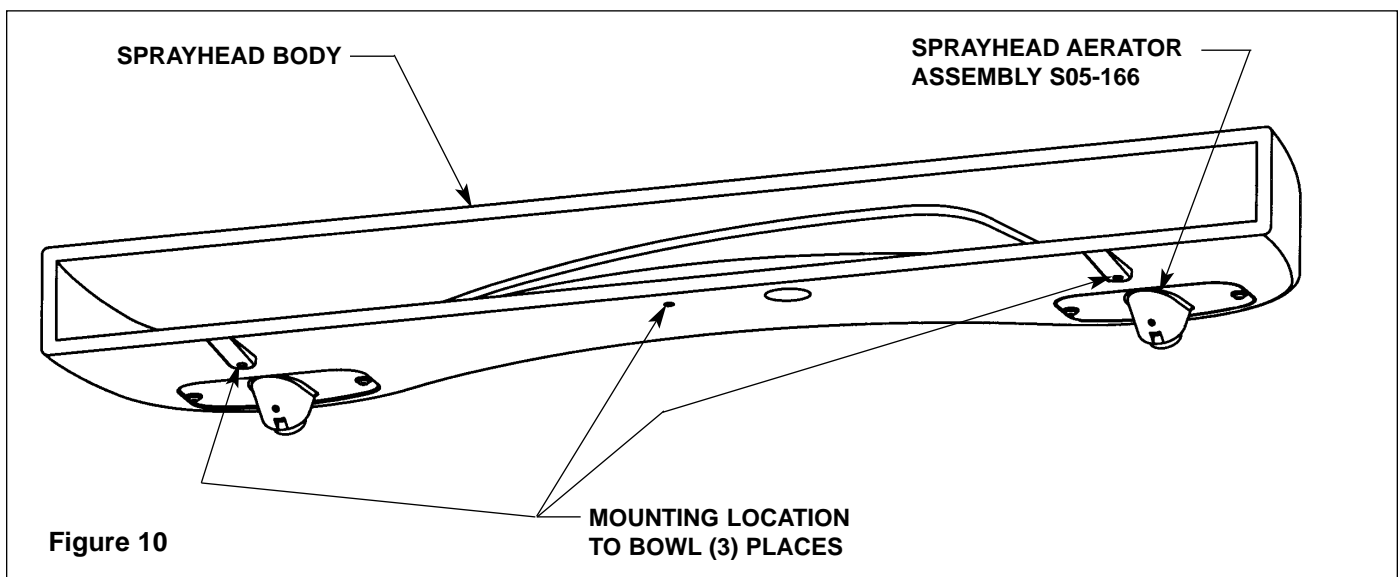 SPRAYHEAD BODY
SPRAYHEAD AERATOR
ASSEMBLY S05-166
MOUNTING LOCATION
TO BOWL (3) PLACES
Figure 10